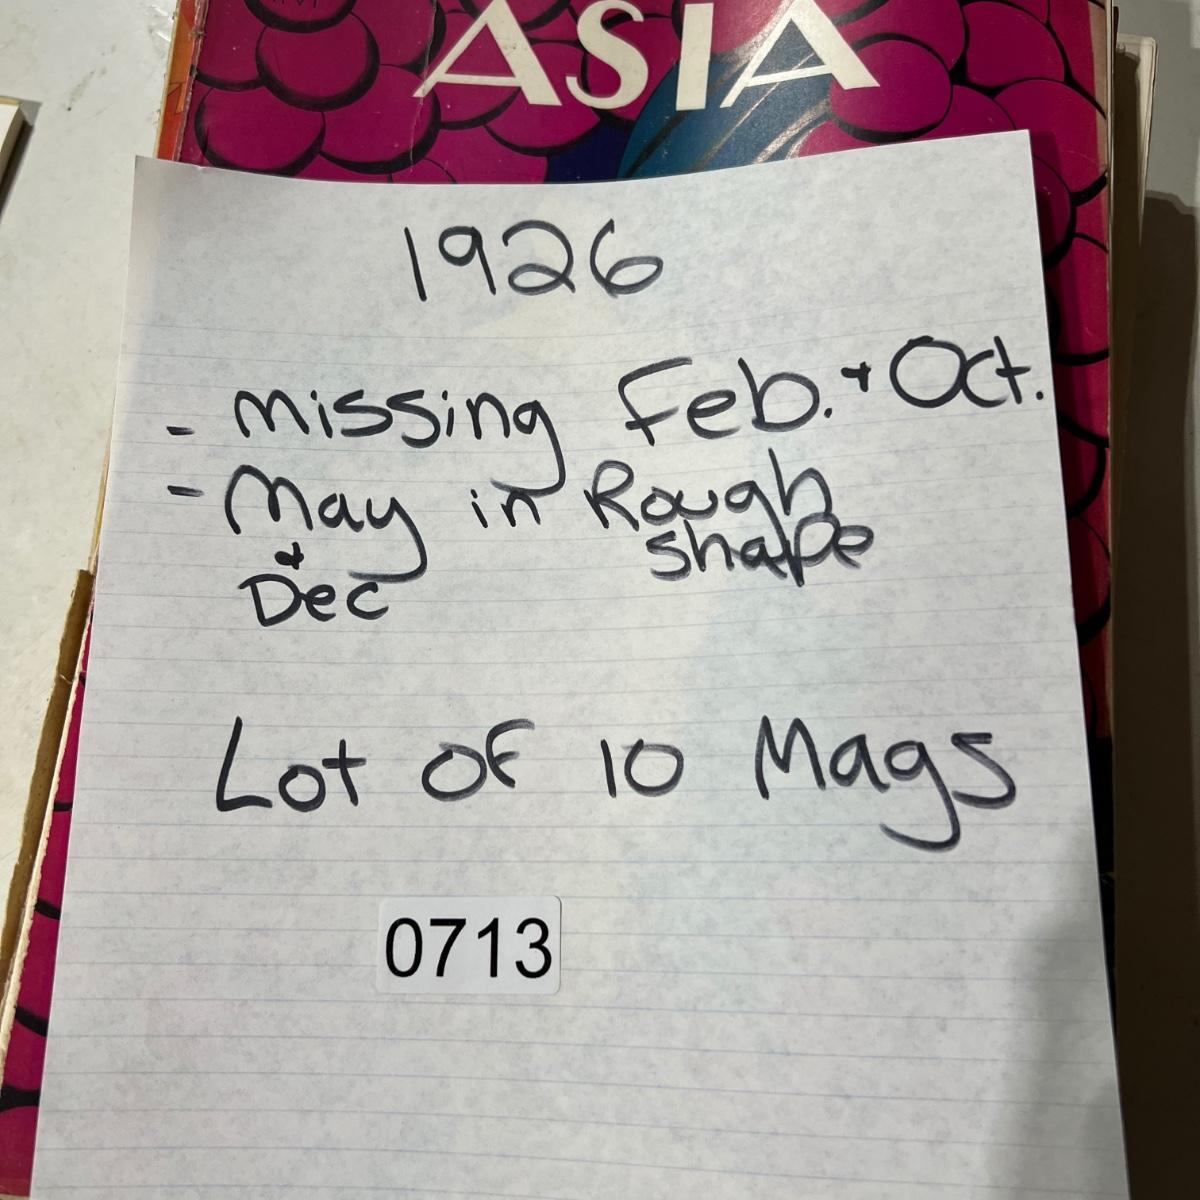 ASIA
1926
- Missing Feb. + Oct.
- May in Rough
shape
+
Dec
Lot of 10 Mags
0713